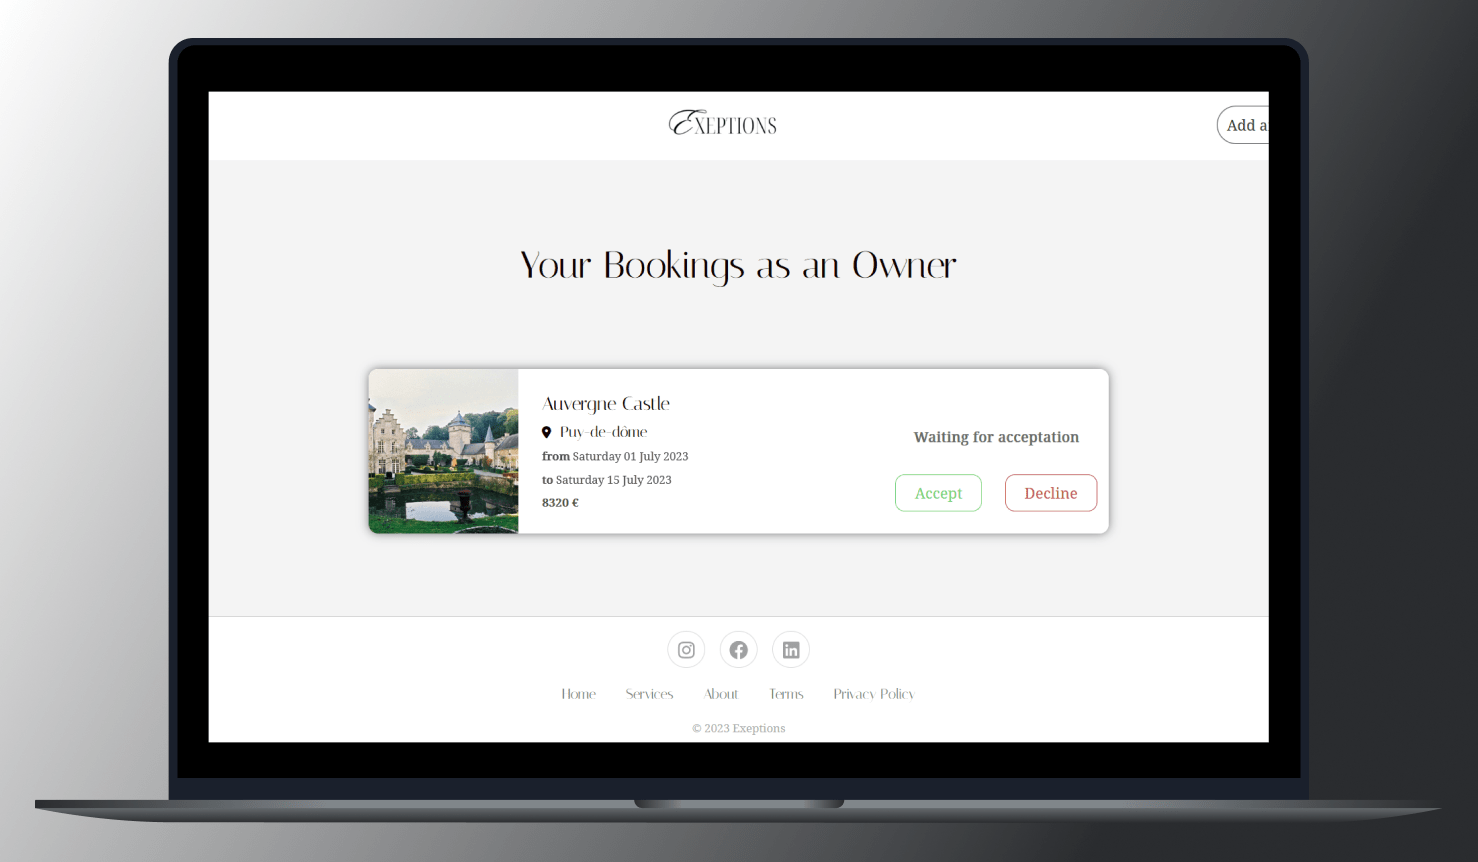 EXEPTIONS
Add a
Your Bookings as an Owner
Auvergne Castle
Puy-de-dôme
from Saturday 01 July 2023
to Saturday 15 July 2023
8320 €
Waiting for acceptation
Accept
Decline
Home Services About Terms Privacy Policy
© 2023 Exeptions